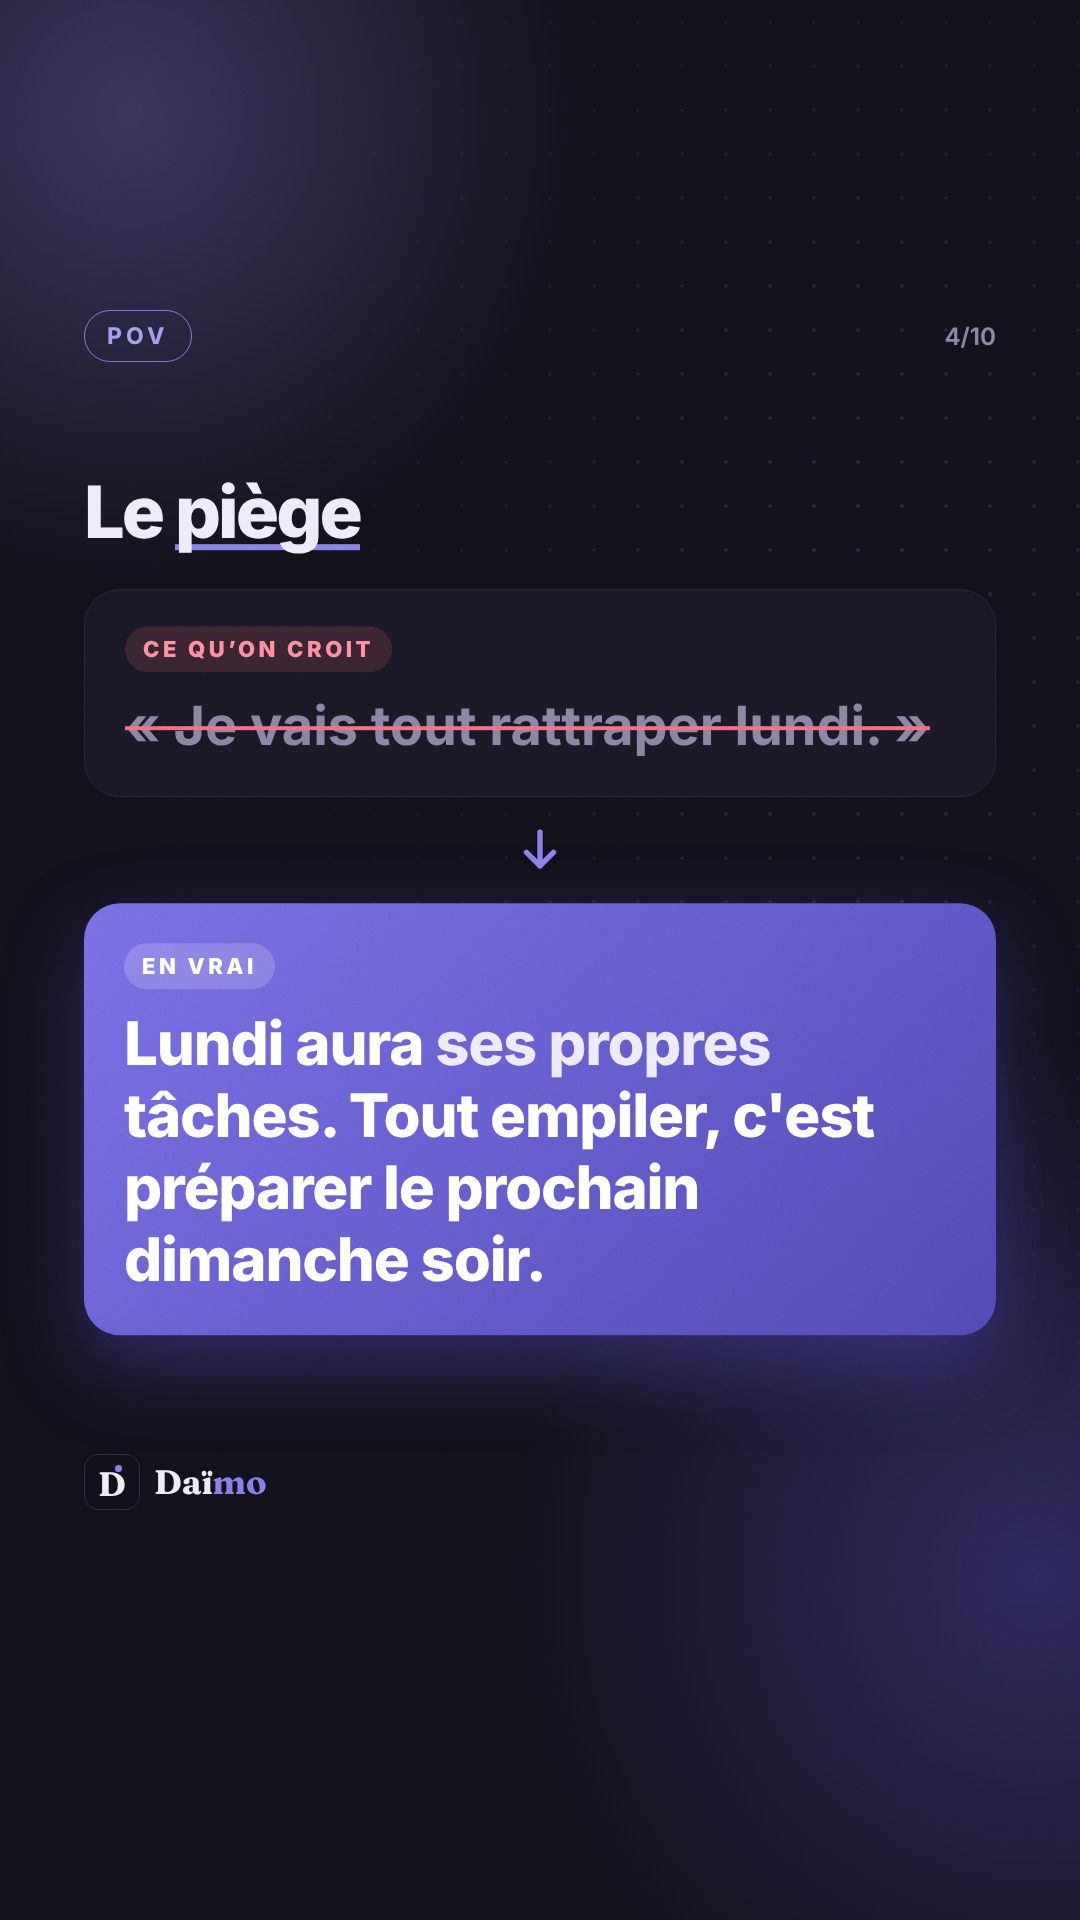 POV
4/10
Le piège
CE QU’ON CROIT
« Je vais tout rattraper lundi. »
EN VRAI
Lundi aura ses propres
tâches. Tout empiler, c'est
préparer le prochain
dimanche soir.
D
Daïmo